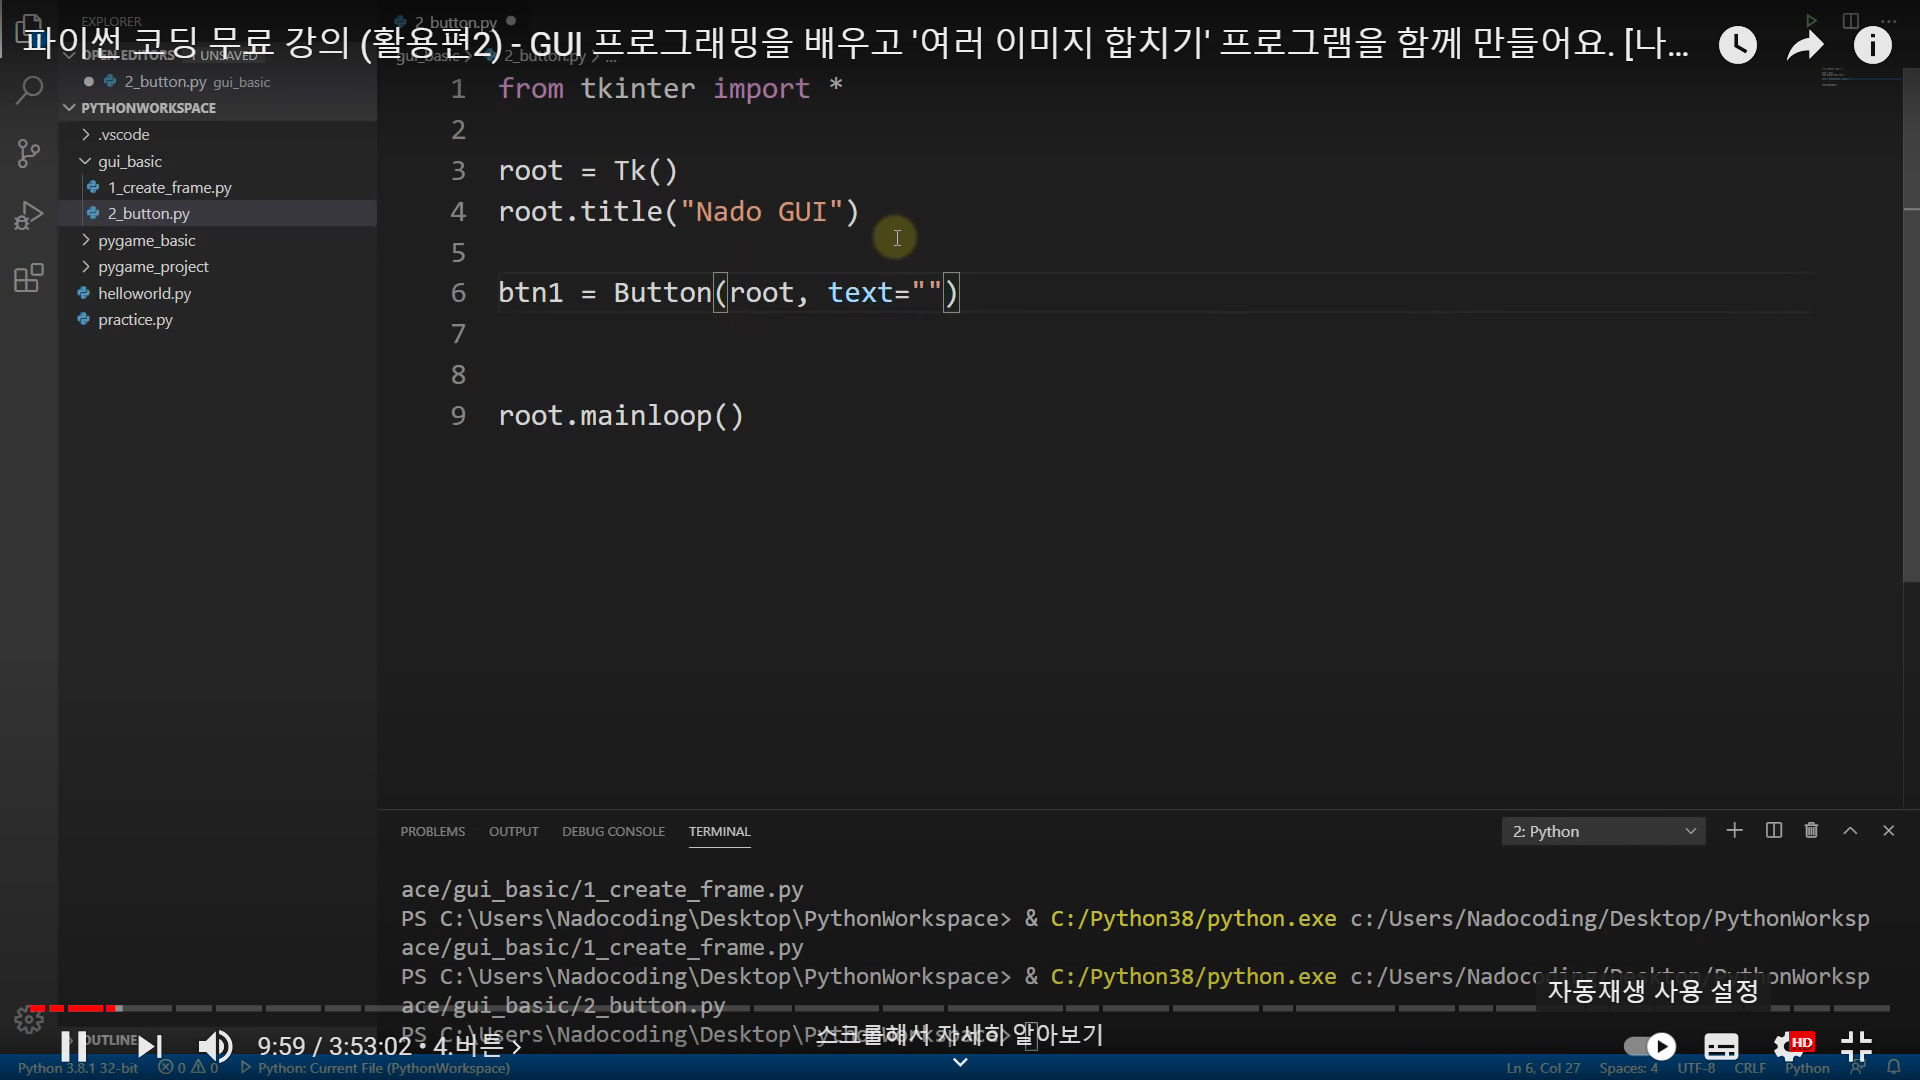 파이썬 코딩 무료 강의 (활용편2) - GUI 프로그래밍을 배우고 '여러 이미지 합치기' 프로그램을 함께 만들어요. [나...
EXPLORER
2_button.py
OPEN EDITORS 1 UNSAVED
gui_basic > 2_button.py > ...
2_button.py gui_basic
PYTHONWORKSPACE
.vscode
gui_basic
1_create_frame.py
2_button.py
pygame_basic
pygame_project
helloworld.py
practice.py
1 from tkinter import *
2
3 root = Tk()
4 root.title("Nado GUI")
5
6 btn1 = Button(root, text="")
7
8
9 root.mainloop()
PROBLEMS OUTPUT DEBUG CONSOLE TERMINAL
2: Python
ace/gui_basic/1_create_frame.py
PS C:\Users\Nadocoding\Desktop\PythonWorkspace> & C:/Python38/python.exe c:/Users/Nadocoding/Desktop/PythonWorksp
ace/gui_basic/1_create_frame.py
PS C:\Users\Nadocoding\Desktop\PythonWorkspace> & C:/Python38/python.exe c:/Users/Nadocoding/Desktop/PythonWorksp
ace/gui_basic/2_button.py
PS C:\Users\Nadocoding\Desktop\PythonWorkspace>
자동재생 사용 설정
스크롤해서 자세히 알아보기
OUTLINE
9:59 / 3:53:02 • 4.버튼 >
HD
Python 3.8.1 32-bit 0 0 Python: Current File (PythonWorkspace)
Ln 6, Col 27 Spaces: 4 UTF-8 CRLF Python